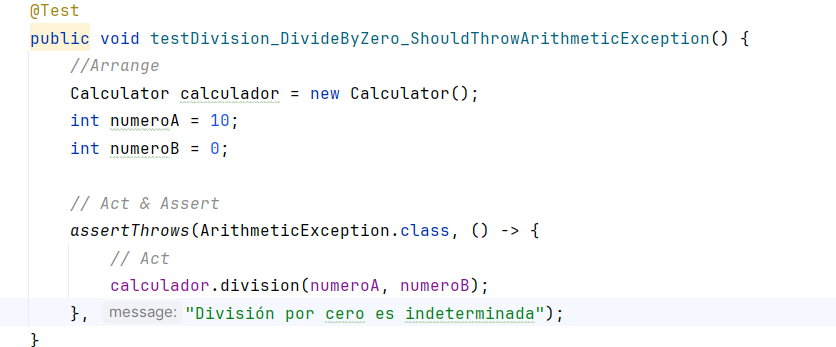 @Test
public void testDivision_DivideByZero_ShouldThrowArithmeticException() {
//Arrange
Calculator calculador = new Calculator();
int numeroA = 10;
int numeroB = 0;
// Act & Assert
assertThrows(ArithmeticException.class, () -> {
// Act
calculador.division(numeroA, numeroB);
}, message: "División por cero es indeterminada");
}